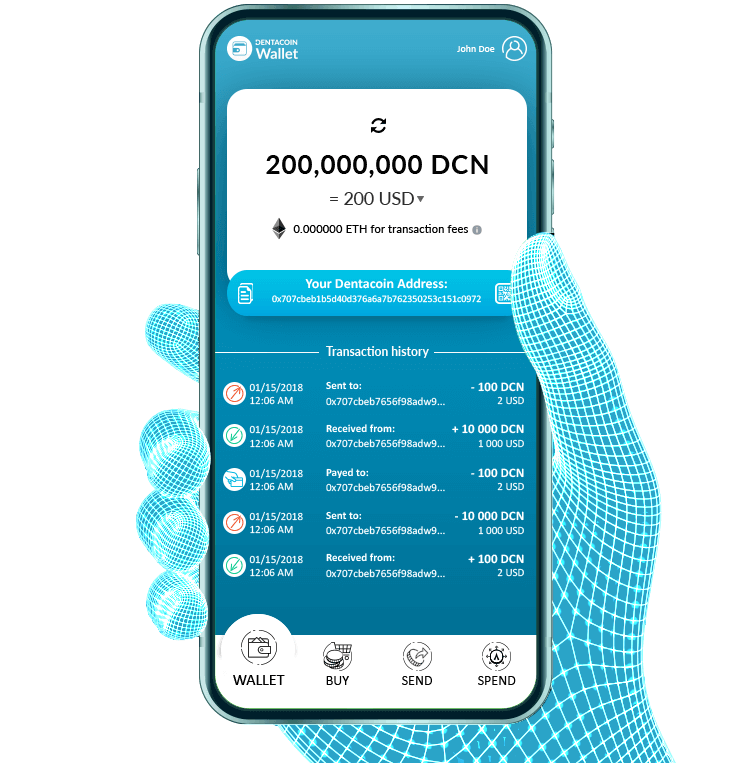 DENTACOIN
Wallet
John Doe
200,000,000 DCN
= 200 USD
0.000000 ETH for transaction fees
Your Dentacoin Address:
0x707cbeb1b5d40d376a6a7b762350253c151c0972
Transaction history
01/15/2018 Sent to: - 100 DCN
12:06 AM 0x707cbeb7656f98adw9... 2 USD
01/15/2018 Received from: + 10 000 DCN
12:06 AM 0x707cbeb7656f98adw9... 1 000 USD
01/15/2018 Payed to: - 100 DCN
12:06 AM 0x707cbeb7656f98adw9... 2 USD
01/15/2018 Sent to: - 10 000 DCN
12:06 AM 0x707cbeb7656f98adw9... 1 000 USD
01/15/2018 Received from: + 100 DCN
12:06 AM 0x707cbeb7656f98adw9... 2 USD
WALLET BUY SEND SPEND